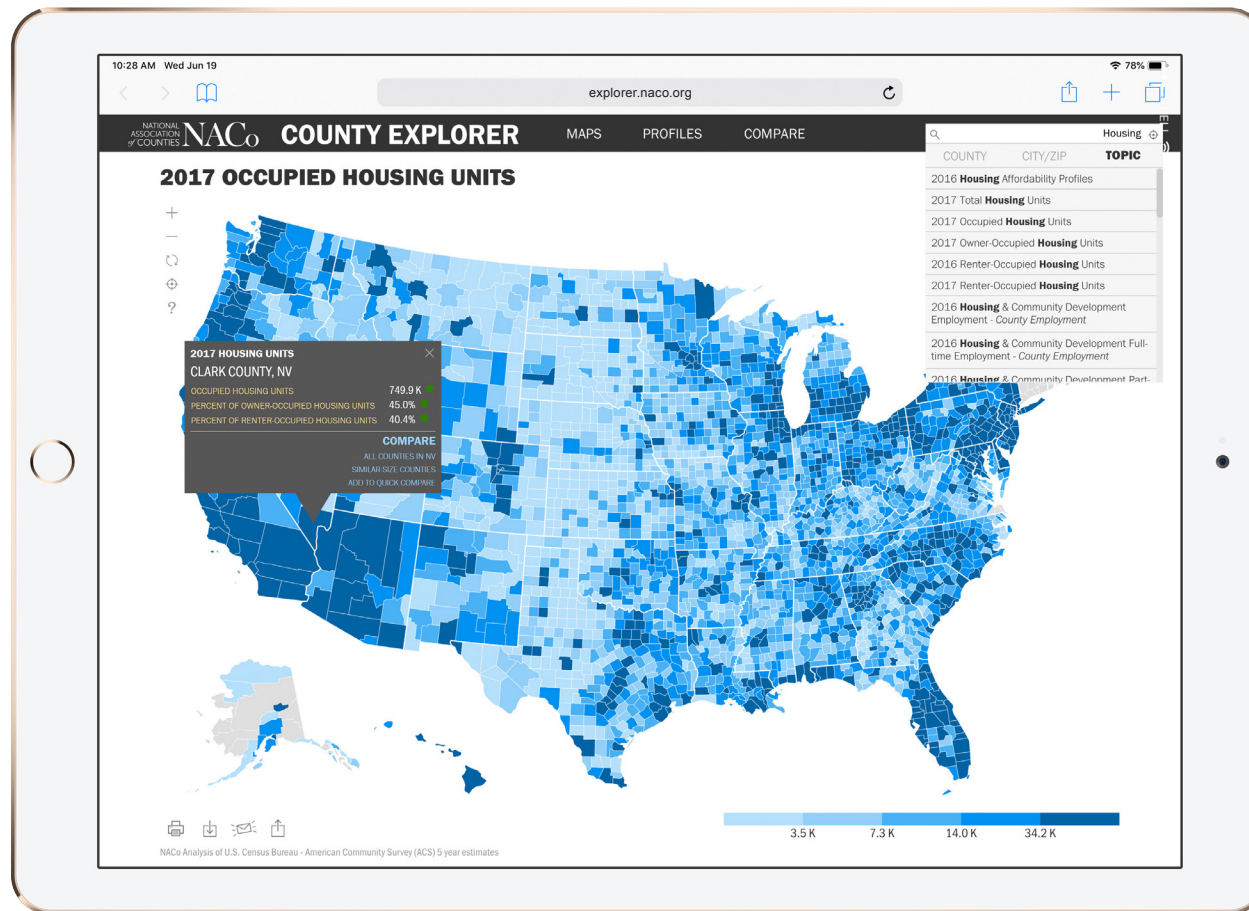 10:28 AM Wed Jun 19
78%
explorer.naco.org
NATIONAL
ASSOCIATION
of COUNTIES
NACo
COUNTY EXPLORER
MAPS PROFILES COMPARE
Housing
COUNTY CITY/ZIP TOPIC
2016 Housing Affordability Profiles
2017 Total Housing Units
2017 Occupied Housing Units
2017 Owner-Occupied Housing Units
2016 Renter-Occupied Housing Units
2017 Renter-Occupied Housing Units
2016 Housing & Community Development
Employment - County Employment
2016 Housing & Community Development Full-
time Employment - County Employment
2016 Housing & Community Development Part-
2017 OCCUPIED HOUSING UNITS
?
2017 HOUSING UNITS
CLARK COUNTY, NV
OCCUPIED HOUSING UNITS 749.9 K
PERCENT OF OWNER-OCCUPIED HOUSING UNITS 45.0%
PERCENT OF RENTER-OCCUPIED HOUSING UNITS 40.4%
COMPARE
ALL COUNTIES IN NV
SIMILAR SIZE COUNTIES
ADD TO QUICK COMPARE
3.5 K 7.3 K 14.0 K 34.2 K
NACo Analysis of U.S. Census Bureau - American Community Survey (ACS) 5 year estimates